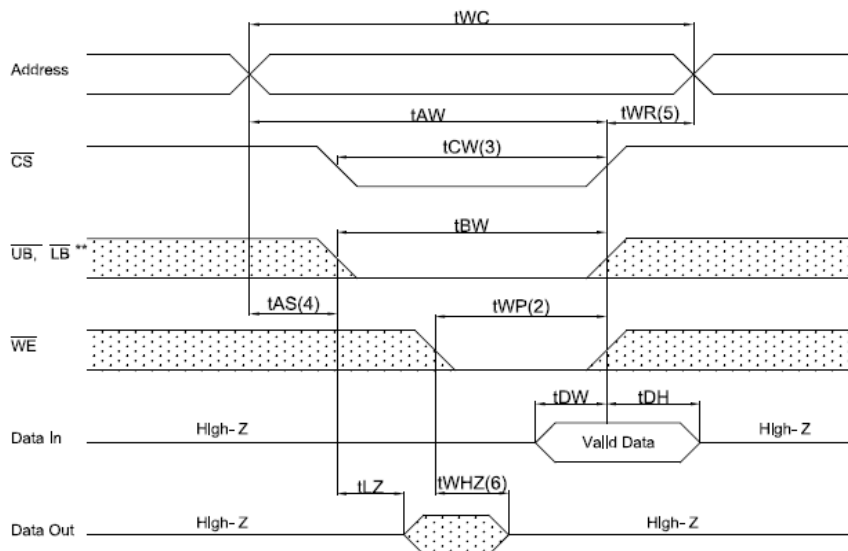 tWC
Address
tAW
tWR(5)
CS
tCW(3)
UB, LB **
tBW
tAS(4)
tWP(2)
WE
tDW
tDH
Data In
High-Z
Valid Data
High-Z
tLZ
tWHZ(6)
Data Out
High-Z
High-Z